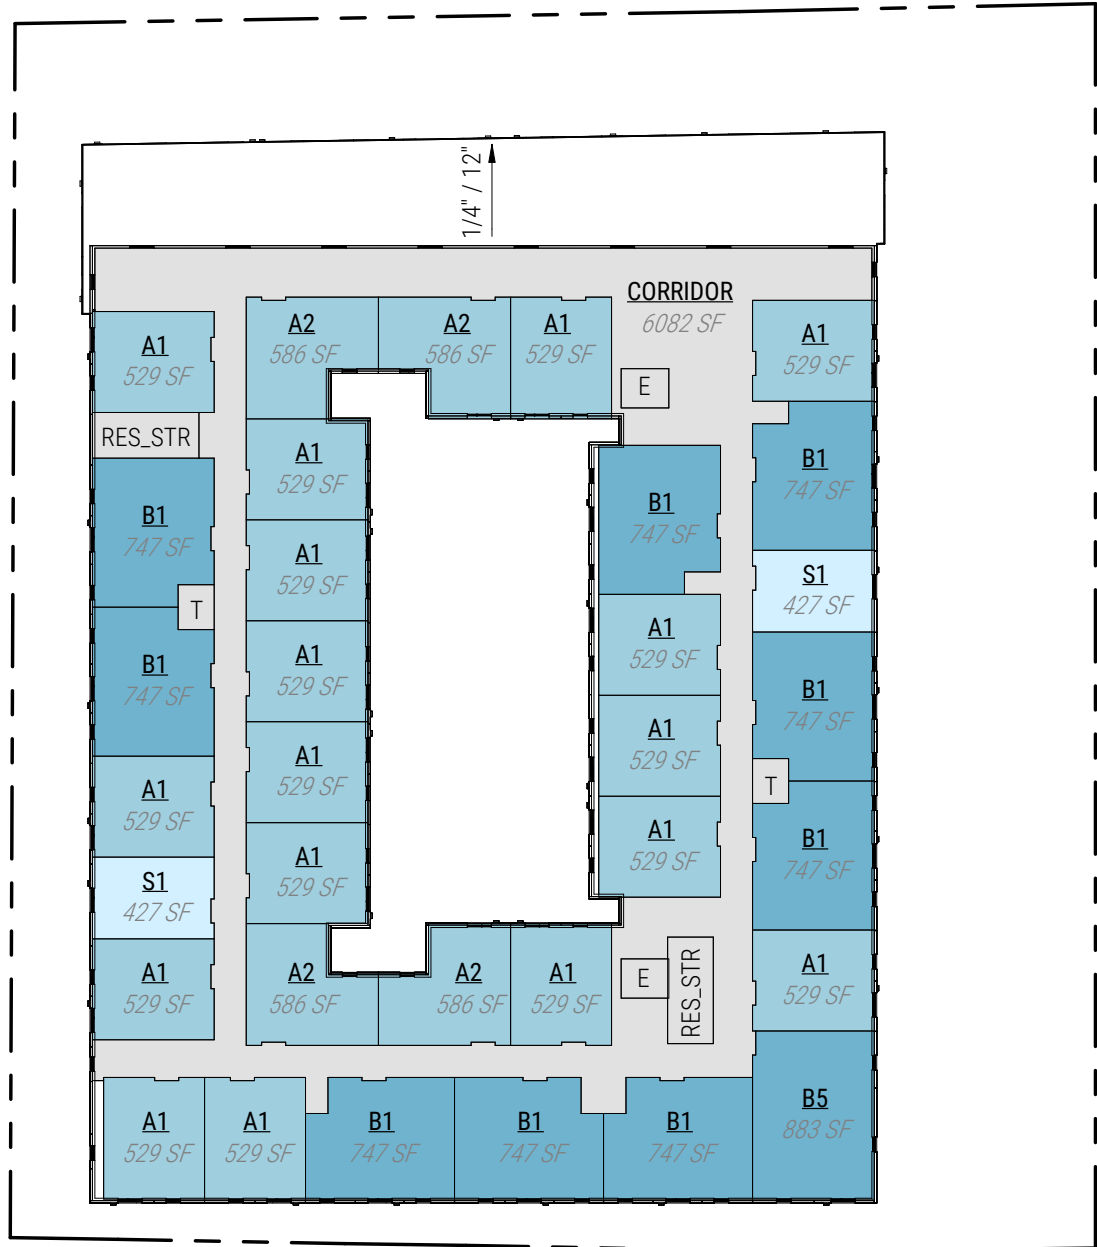 1/4" / 12"
CORRIDOR
6082 SF
A2
586 SF
A2
586 SF
A1
529 SF
A1
529 SF
A1
529 SF
E
RES_STR
A1
529 SF
B1
747 SF
B1
747 SF
B1
747 SF
A1
529 SF
S1
427 SF
T
A1
529 SF
A1
529 SF
B1
747 SF
B1
747 SF
A1
529 SF
A1
529 SF
T
A1
529 SF
A1
529 SF
A1
529 SF
B1
747 SF
S1
427 SF
A1
529 SF
A2
586 SF
A2
586 SF
A1
529 SF
E
RES_STR
A1
529 SF
A1
529 SF
A1
529 SF
B1
747 SF
B1
747 SF
B1
747 SF
B5
883 SF